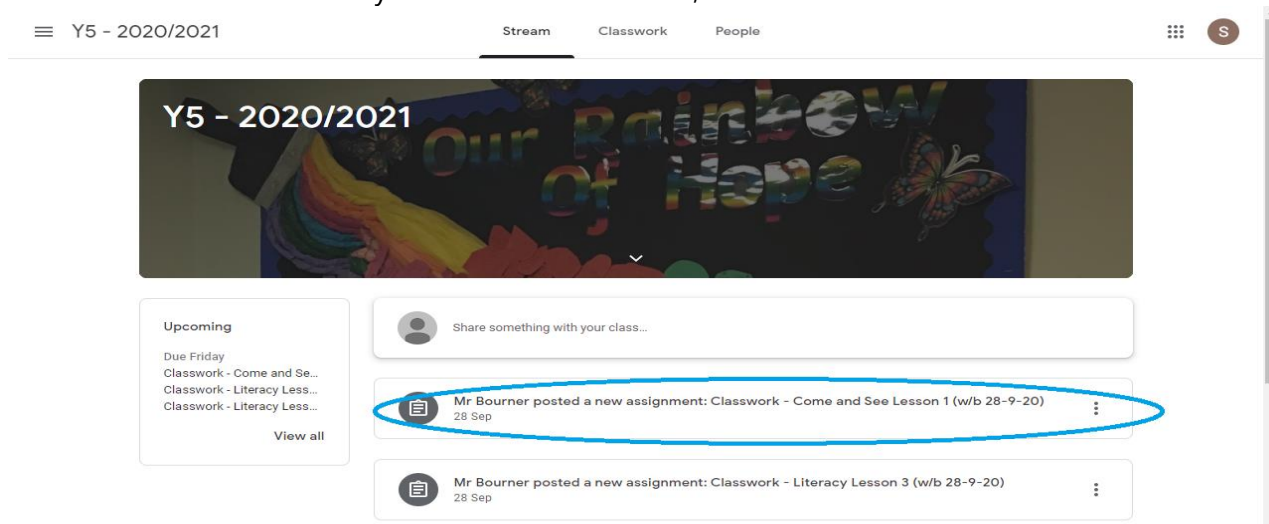 Y5 - 2020/2021
Stream Classwork People
S
Y5 - 2020/2021
Our Rainbow
Of Hope
Upcoming
Due Friday
Classwork - Come and Se...
Classwork - Literacy Less...
Classwork - Literacy Less...
View all
Share something with your class...
Mr Bourner posted a new assignment: Classwork - Come and See Lesson 1 (w/b 28-9-20)
28 Sep
Mr Bourner posted a new assignment: Classwork - Literacy Lesson 3 (w/b 28-9-20)
28 Sep